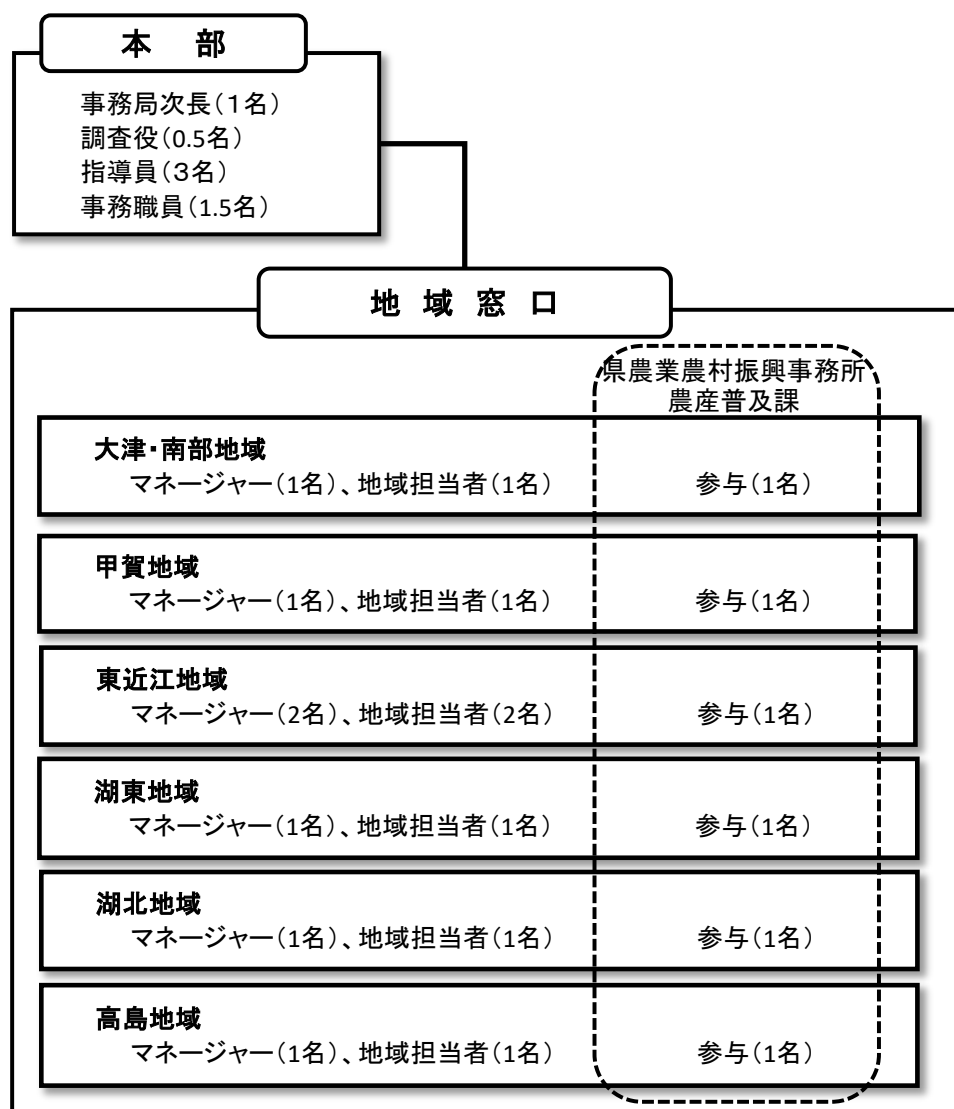 本 部
事務局次長(1名)
調査役(0.5名)
指導員(3名)
事務職員(1.5名)
地 域 窓 口
県農業農村振興事務所
農産普及課
大津・南部地域
マネージャー(1名)、地域担当者(1名) 参与(1名)
甲賀地域
マネージャー(1名)、地域担当者(1名) 参与(1名)
東近江地域
マネージャー(2名)、地域担当者(2名) 参与(1名)
湖東地域
マネージャー(1名)、地域担当者(1名) 参与(1名)
湖北地域
マネージャー(1名)、地域担当者(1名) 参与(1名)
高島地域
マネージャー(1名)、地域担当者(1名) 参与(1名)